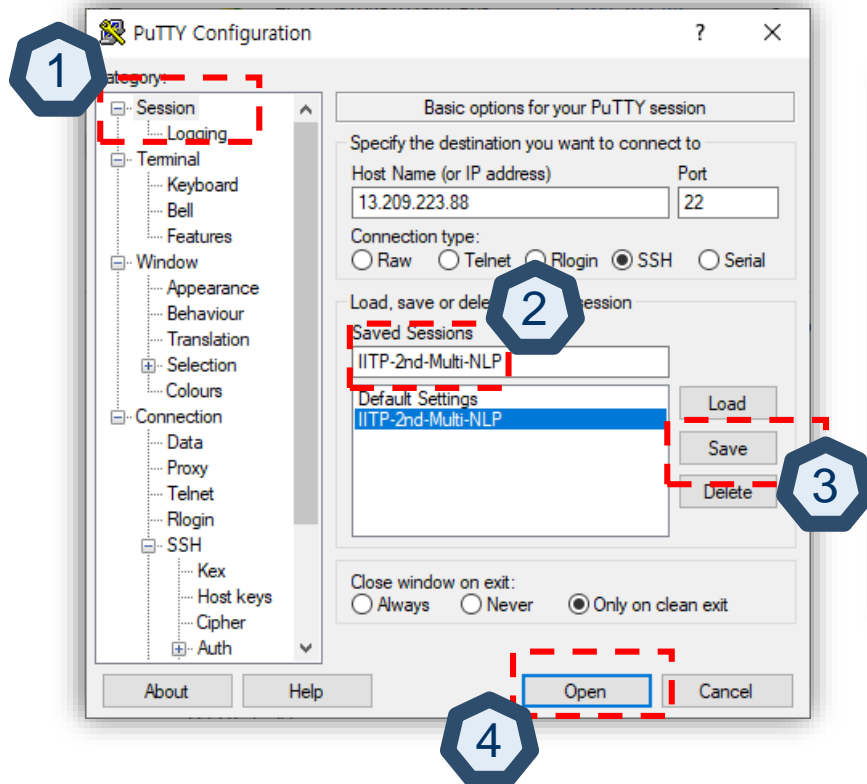 PuTTY Configuration
?
1
ategory:
Session
Logging
Terminal
Keyboard
Bell
Features
Window
Appearance
Behaviour
Translation
Selection
Colours
Connection
Data
Proxy
Telnet
Rlogin
SSH
Kex
Host keys
Cipher
Auth
Basic options for your PuTTY session
Specify the destination you want to connect to
Host Name (or IP address) Port
13.209.223.88 22
Connection type:
Raw Telnet Rlogin SSH Serial
Load, save or dele session
2
Saved Sessions
IITP-2nd-Multi-NLP
Default Settings
IITP-2nd-Multi-NLP
Load
Save
3
Delete
Close window on exit:
Always Never Only on clean exit
About Help Open Cancel
4